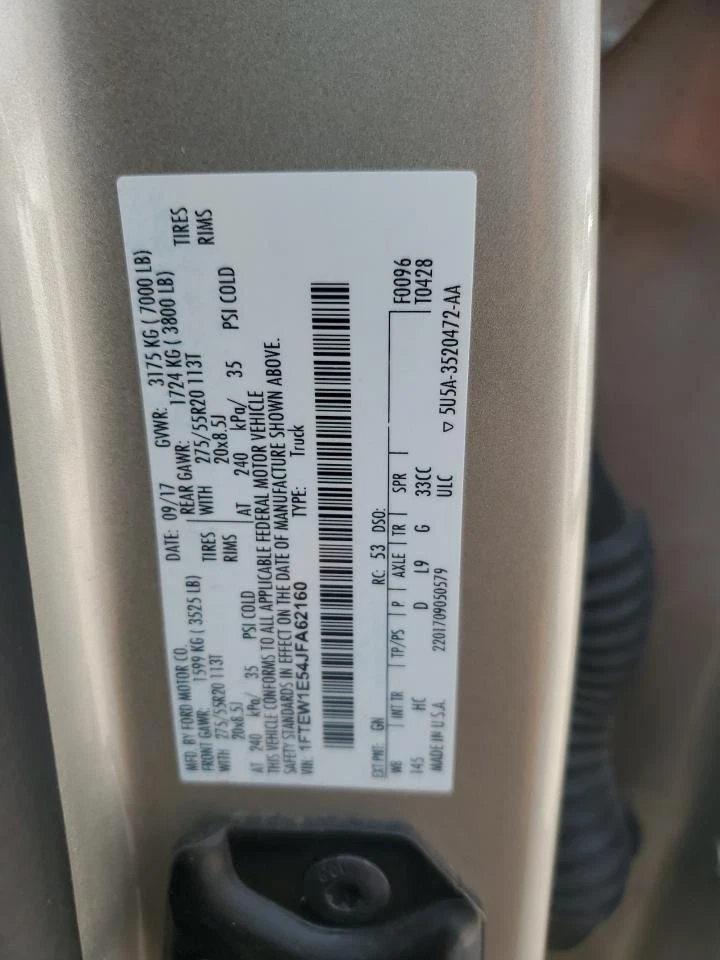 MFD. BY FORD MOTOR CO.
DATE: 09/17 GVWR: 3175 KG ( 7000 LB)
FRONT GAWR: 1599 KG ( 3525 LB)
REAR GAWR: 1724 KG ( 3800 LB)
WITH 275/55R20 113T TIRES
WITH 275/55R20 113T TIRES
20x8.5J RIMS
20x8.5J RIMS
AT 240 kPa/ 35 PSI COLD
AT 240 kPa/ 35 PSI COLD
THIS VEHICLE CONFORMS TO ALL APPLICABLE FEDERAL MOTOR VEHICLE
SAFETY STANDARDS IN EFFECT ON THE DATE OF MANUFACTURE SHOWN ABOVE.
VIN: 1FTEW1E54JFA62160 TYPE: Truck
EXT PNT: GN RC: 53 DSO: F0096
T0428
WB INT TR TP/PS P AXLE TR SPR
145 HC D L9 G 33CC
MADE IN U.S.A. 2201709050579 ULC ▽ 5U5A-3520472-AA